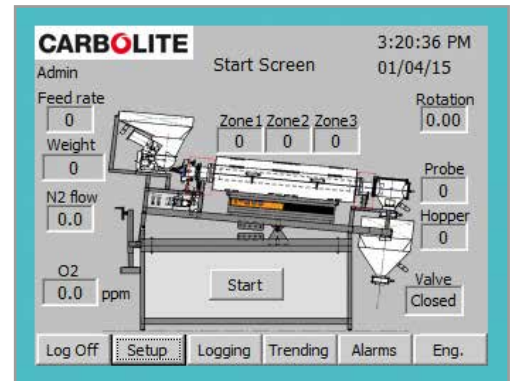 CARBOLITE
3:20:36 PM
Admin
Start Screen
01/04/15
Feed rate
0
Rotation
0.00
Zone1 Zone2 Zone3
0 0 0
Weight
0
Probe
0
N2 flow
0.0
Hopper
0
O2
0.0 ppm
Start
Valve
Closed
Log Off Setup Logging Trending Alarms Eng.